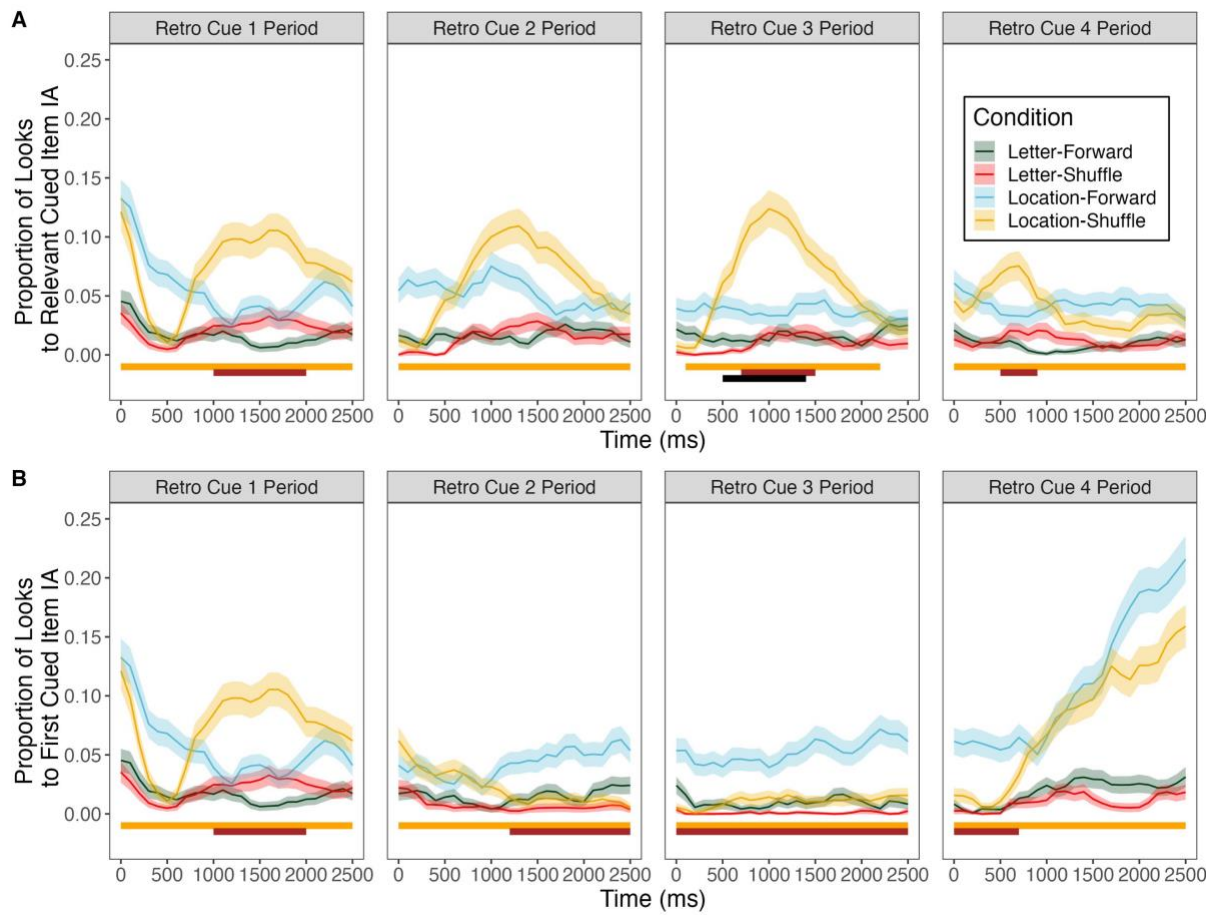 A
Retro Cue 1 Period
Retro Cue 2 Period
Retro Cue 3 Period
Retro Cue 4 Period
Proportion of Looks
to Relevant Cued Item IA
0.25
0.20
0.15
0.10
0.05
0.00
Condition
Letter-Forward
Letter-Shuffle
Location-Forward
Location-Shuffle
0 500 1000 1500 2000 2500
0 500 1000 1500 2000 2500
0 500 1000 1500 2000 2500
0 500 1000 1500 2000 2500
Time (ms)
B
Retro Cue 1 Period
Retro Cue 2 Period
Retro Cue 3 Period
Retro Cue 4 Period
Proportion of Looks
to First Cued Item IA
0.25
0.20
0.15
0.10
0.05
0.00
0 500 1000 1500 2000 2500
0 500 1000 1500 2000 2500
0 500 1000 1500 2000 2500
0 500 1000 1500 2000 2500
Time (ms)